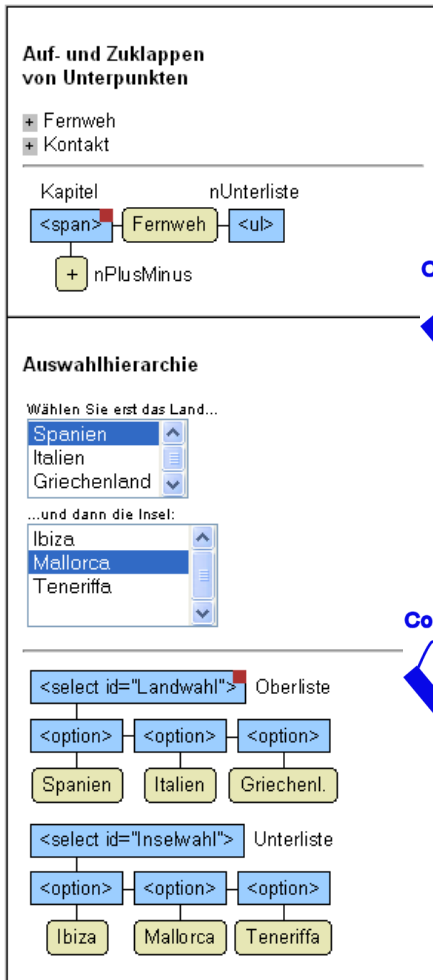 Auf- und Zuklappen
von Unterpunkten
+ Fernweh
+ Kontakt
Kapitel nUnterliste
<span> Fernweh <ul>
+ nPlusMinus
Auswahlhierarchie
Wählen Sie erst das Land...
Spanien
Italien
Griechenland
...und dann die Insel:
Ibiza
Mallorca
Teneriffa
Co
<select id="Landwahl"> Oberliste
<option> <option> <option>
Spanien Italien Griechenl.
<select id="Inselwahl"> Unterliste
<option> <option> <option>
Ibiza Mallorca Teneriffa